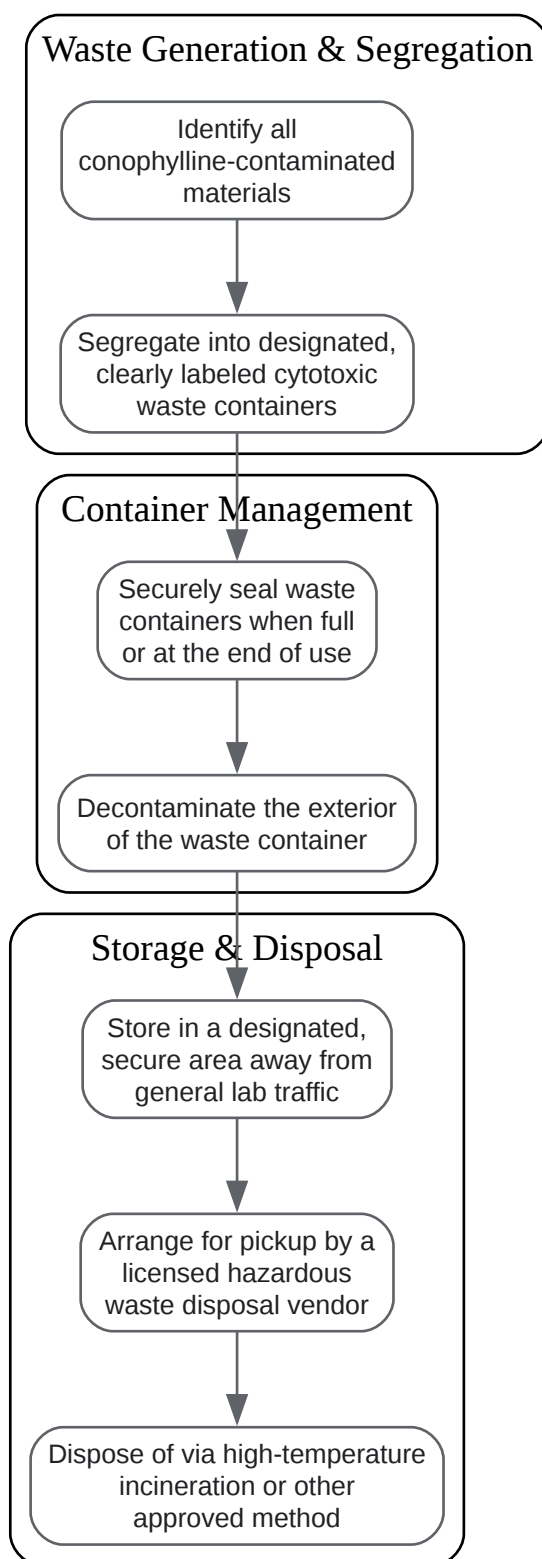 Waste Generation & Segregation
Identify all
conophylline-contaminated
materials
Segregate into designated,
clearly labeled cytotoxic
waste containers
Container Management
Securely seal waste
containers when full
or at the end of use
Decontaminate the exterior
of the waste container
Storage & Disposal
Store in a designated,
secure area away from
general lab traffic
Arrange for pickup by a
licensed hazardous
waste disposal vendor
Dispose of via high-temperature
incineration or other
approved method